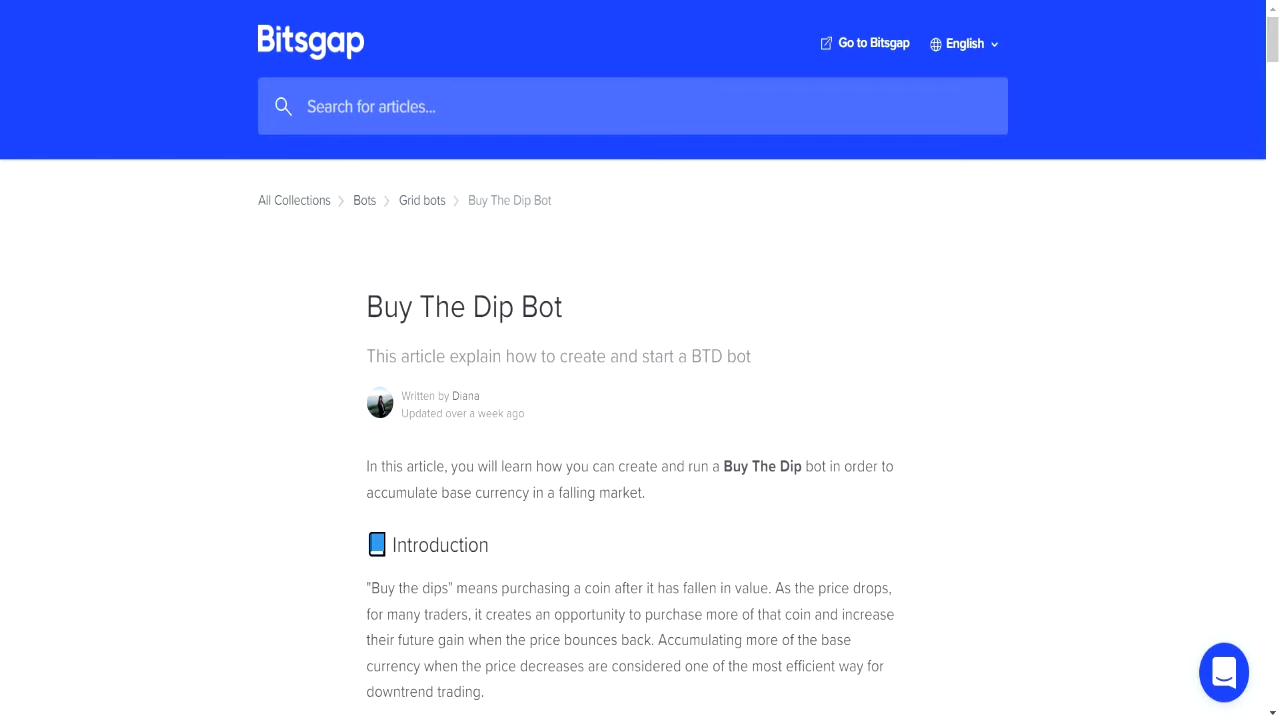 Bitsgap
Go to Bitsgap
English
Search for articles...
All Collections
Bots
Grid bots
Buy The Dip Bot
Buy The Dip Bot
This article explain how to create and start a BTD bot
Written by Diana
Updated over a week ago
In this article, you will learn how you can create and run a Buy The Dip bot in order to
accumulate base currency in a falling market.
Introduction
"Buy the dips" means purchasing a coin after it has fallen in value. As the price drops,
for many traders, it creates an opportunity to purchase more of that coin and increase
their future gain when the price bounces back. Accumulating more of the base
currency when the price decreases are considered one of the most efficient way for
downtrend trading.